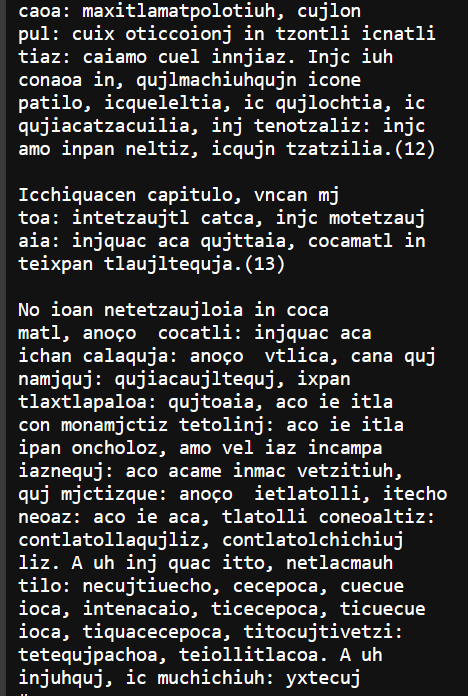 caoa: maxitlamatpolotiuh, cujlon
pul: cuix oticcoionj in tzontli icnatli
tiaz: caiamo cuel innjiaz. Injc iuh
conaoa in, qujlmachiuhqujn icone
patilo, icqueleltia, ic qujlochtia, ic
qujiacatzacuilia, inj tenotzaliz: injc
amo inpan neltiz, icqujn tzatzilia.(12)

Icchiquacen capitulo, vncan mj
toa: intetzaujtl catca, injc motetzauj
aia: injquac aca qujttaia, cocamatl in
teixpan tlaujltequja.(13)

No ioan netetzaujloia in coca
matl, anoço  cocatli: injquac aca
ichan calaquja: anoço  vtlica, cana quj
namjquj: qujiacaujltequj, ixpan
tlaxtlapaloa: qujtoaia, aco ie itla
con monamjctiz tetolinj: aco ie itla
ipan oncholoz, amo vel iaz incampa
iaznequj: aco acame inmac vetzitiuh,
quj mjctizque: anoço  ietlatolli, itecho
neoaz: aco ie aca, tlatolli coneoaltiz:
contlatollaqujliz, contlatolchichiuj
liz. A uh inj quac itto, netlacmauh
tilo: necujtiuecho, cecepoca, cuecue
ioca, intenacaio, ticecepoca, ticuecue
ioca, tiquacecepoca, titocujtivetzi:
tetequjpachoa, teiollitlacoa. A uh
injuhquj, ic muchichiuh: yxtecuj